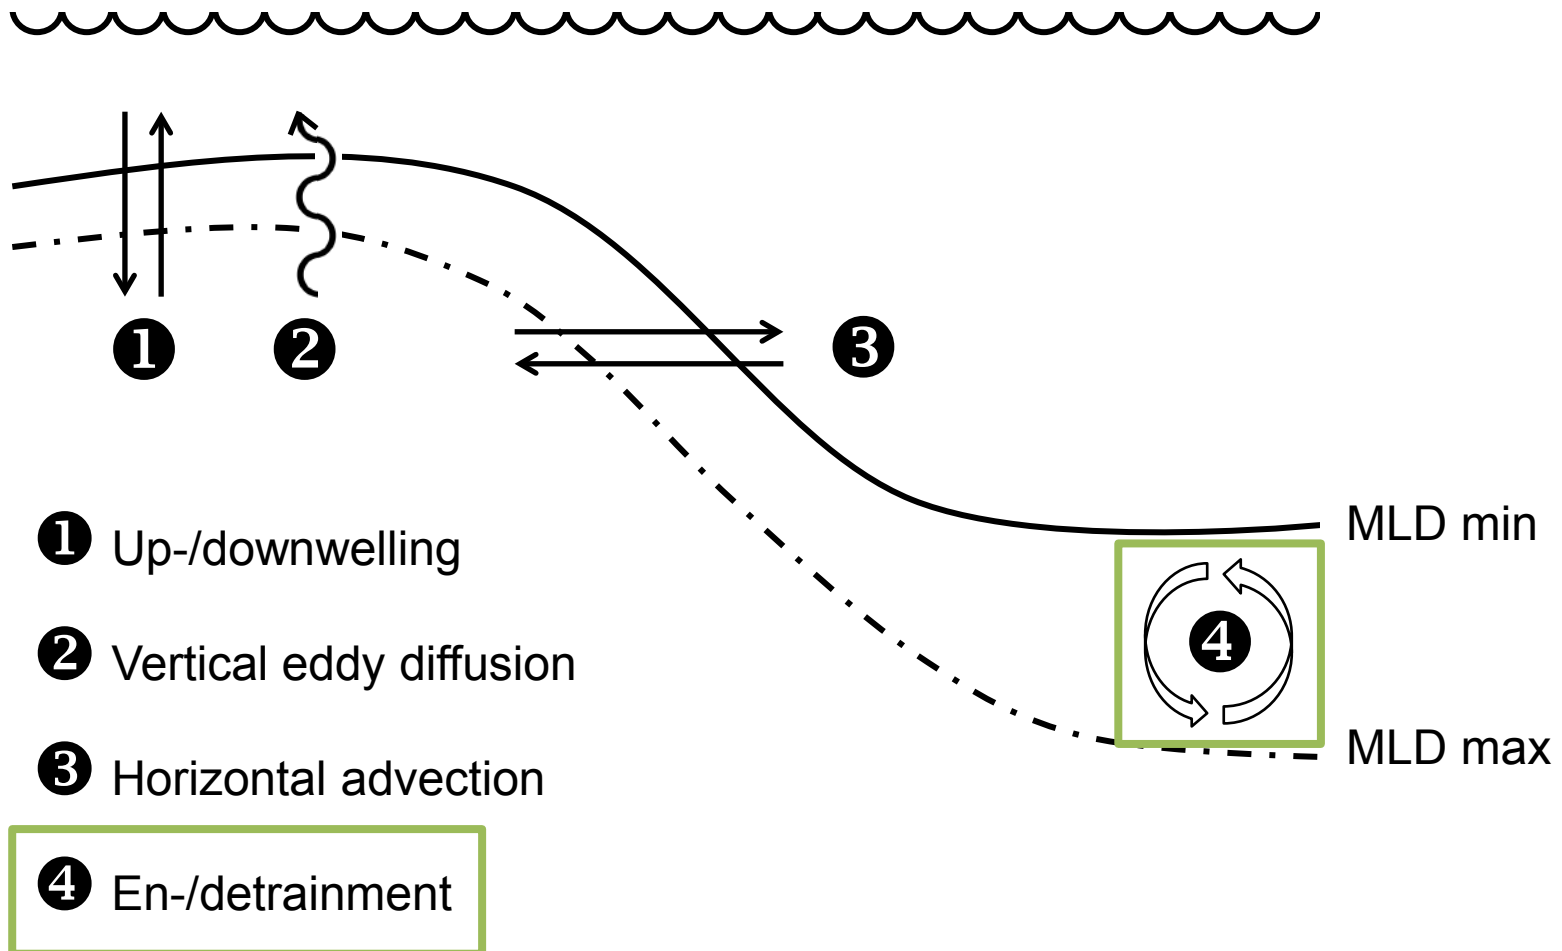 ❶ ❷ ❸
❶ Up-/downwelling
MLD min
❹
❷ Vertical eddy diffusion
MLD max
❸ Horizontal advection
❹ En-/detrainment